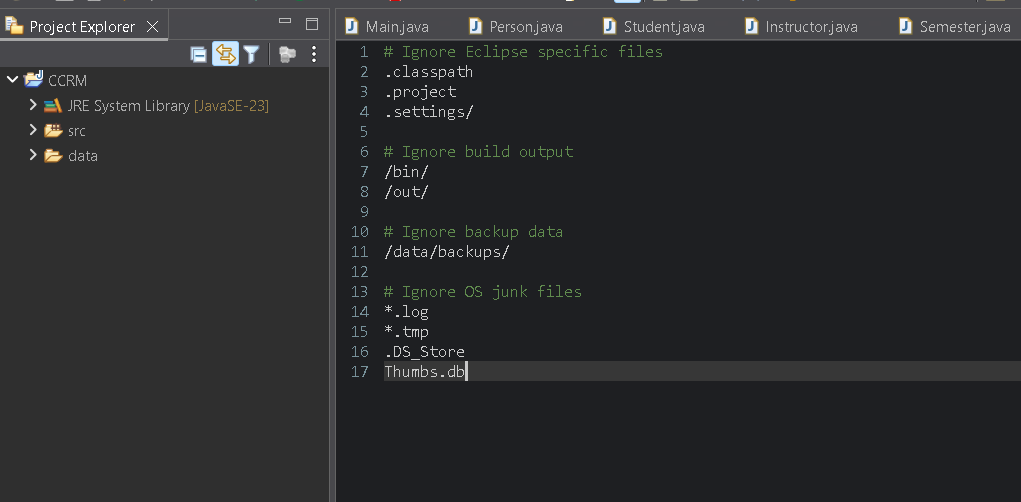 Project Explorer
CCRM
JRE System Library [JavaSE-23]
src
data
Main.java Person.java Student.java Instructor.java Semester.java
1 # Ignore Eclipse specific files
2 .classpath
3 .project
4 .settings/
5
6 # Ignore build output
7 /bin/
8 /out/
9
10 # Ignore backup data
11 /data/backups/
12
13 # Ignore OS junk files
14 *.log
15 *.tmp
16 .DS_Store
17 Thumbs.db